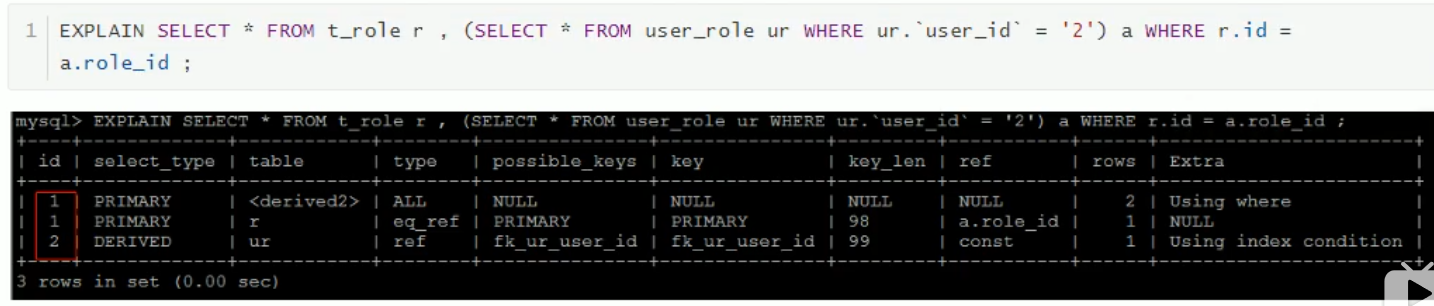 1 EXPLAIN SELECT * FROM t_role r , (SELECT * FROM user_role ur WHERE ur.`user_id` = '2') a WHERE r.id =
a.role_id ;
mysql> EXPLAIN SELECT * FROM t_role r , (SELECT * FROM user_role ur WHERE ur.`user_id` = '2') a WHERE r.id = a.role_id ;
+----+-------------+------------+--------+---------------+---------------+---------+-----------+------+-----------------------+
| id | select_type | table | type | possible_keys | key | key_len | ref | rows | Extra |
+----+-------------+------------+--------+---------------+---------------+---------+-----------+------+-----------------------+
| 1 | PRIMARY | <derived2> | ALL | NULL | NULL | NULL | NULL | 2 | Using where |
| 1 | PRIMARY | r | eq_ref | PRIMARY | PRIMARY | 98 | a.role_id | 1 | NULL |
| 2 | DERIVED | ur | ref | fk_ur_user_id | fk_ur_user_id | 99 | const | 1 | Using index condition |
+----+-------------+------------+--------+---------------+---------------+---------+-----------+------+-----------------------+
3 rows in set (0.00 sec)